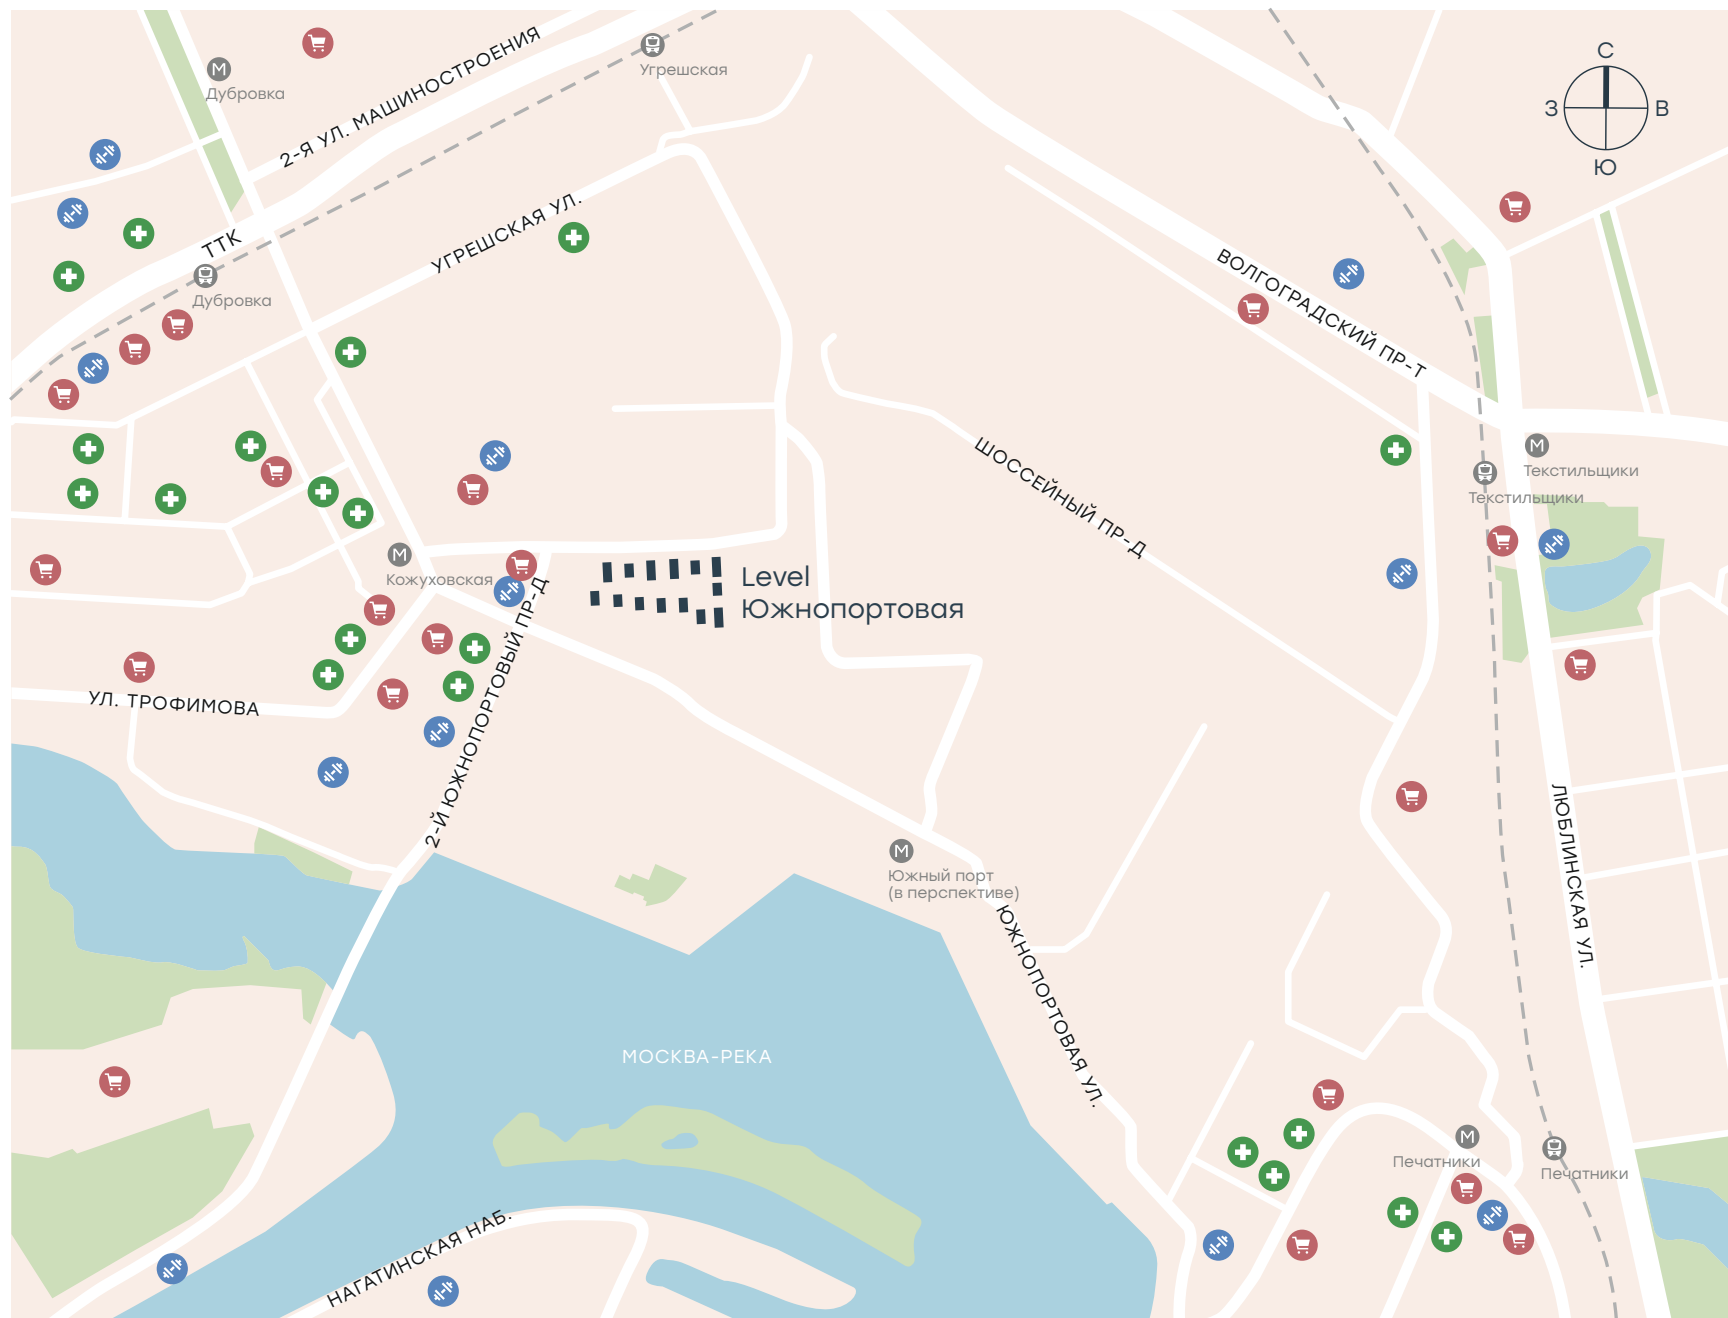 2-Я УЛ. МАШИНОСТРОЕНИЯ
Угрешская
М
Дубровка
С
З
В
Ю
ТТК
УГРЕШСКАЯ УЛ.
Дубровка
ВОЛГОГРАДСКИЙ ПР-Т
ШОССЕЙНЫЙ ПР-Д
М
Текстильщики
Текстильщики
М
Кожуховская
Level
Южнопортовая
2-Й ЮЖНОПОРТОВЫЙ ПР-Д
УЛ. ТРОФИМОВА
ЛЮБЛИНСКАЯ УЛ.
М
Южный порт
(в перспективе)
ЮЖНОПОРТОВАЯ УЛ.
МОСКВА-РЕКА
М
Печатники
Печатники
НАГАТИНСКАЯ НАБ.